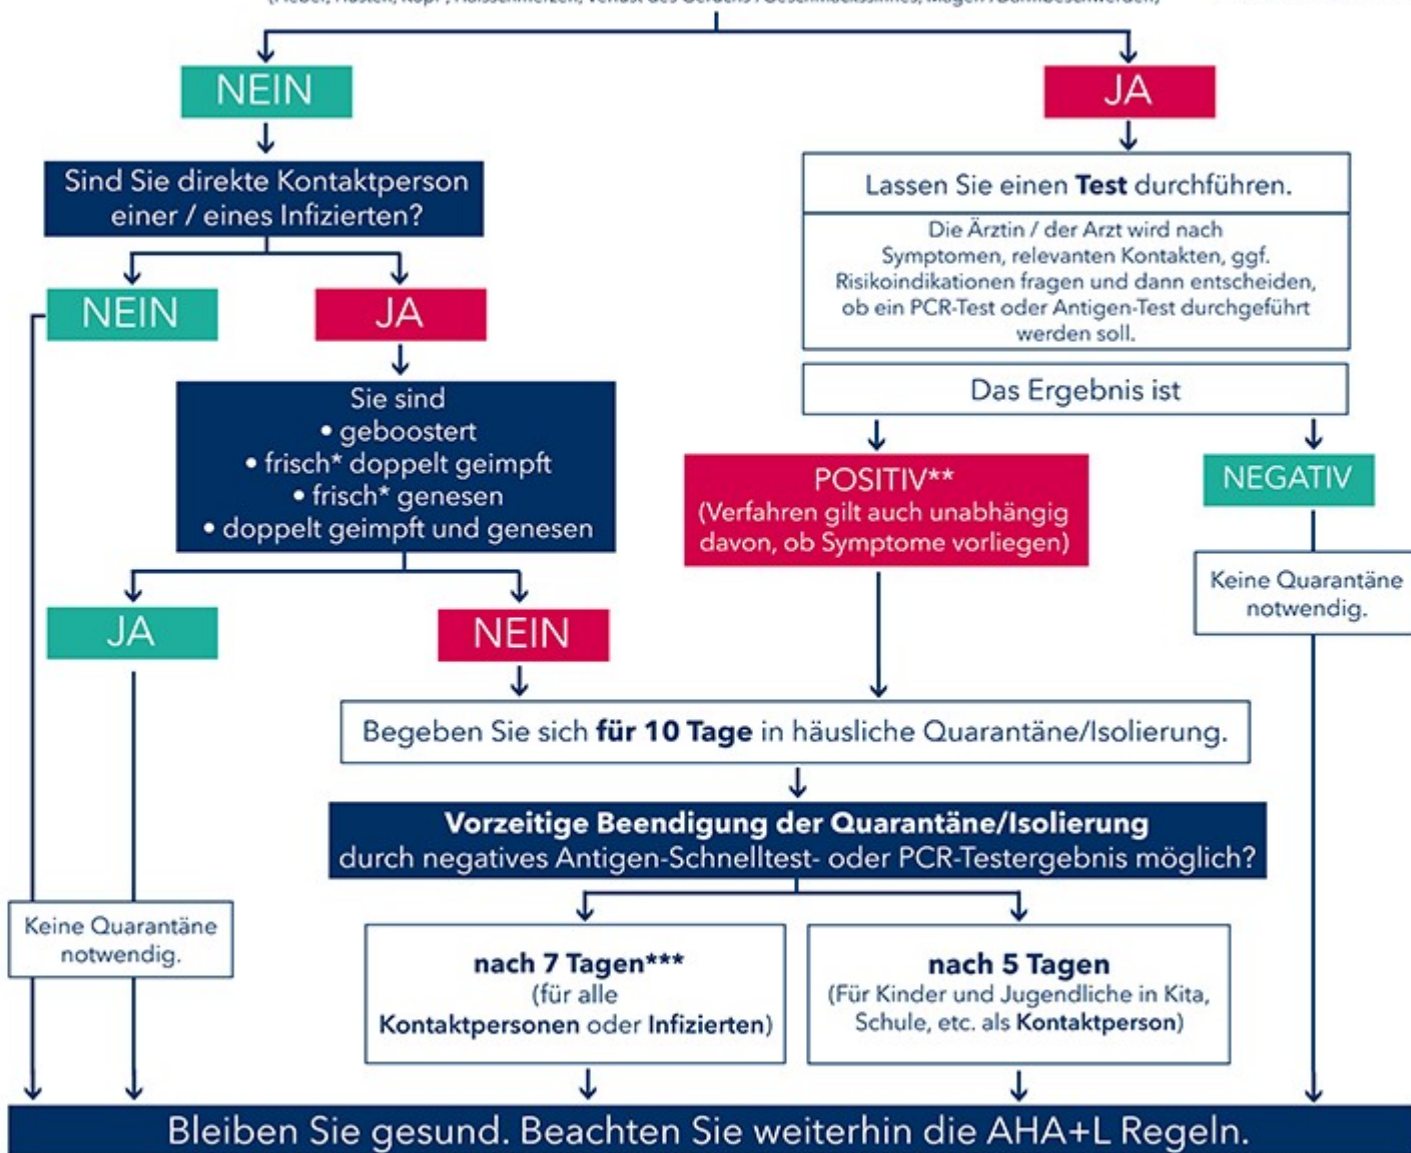 NEIN
JA
Sind Sie direkte Kontaktperson
einer / eines Infizierten?
Lassen Sie einen Test durchführen.
Die Ärztin / der Arzt wird nach
Symptomen, relevanten Kontakten, ggf.
Risikoindikationen fragen und dann entscheiden,
ob ein PCR-Test oder Antigen-Test durchgeführt
werden soll.
NEIN
JA
Das Ergebnis ist
Sie sind
• geboostert
• frisch* doppelt geimpft
• frisch* genesen
• doppelt geimpft und genesen
POSITIV**
(Verfahren gilt auch unabhängig
davon, ob Symptome vorliegen)
NEGATIV
Keine Quarantäne
notwendig.
JA
NEIN
Begeben Sie sich für 10 Tage in häusliche Quarantäne/Isolierung.
Vorzeitige Beendigung der Quarantäne/Isolierung
durch negatives Antigen-Schnelltest- oder PCR-Testergebnis möglich?
Keine Quarantäne
notwendig.
nach 7 Tagen***
(für alle
Kontaktpersonen oder Infizierten)
nach 5 Tagen
(Für Kinder und Jugendliche in Kita,
Schule, etc. als Kontaktperson)
Bleiben Sie gesund. Beachten Sie weiterhin die AHA+L Regeln.